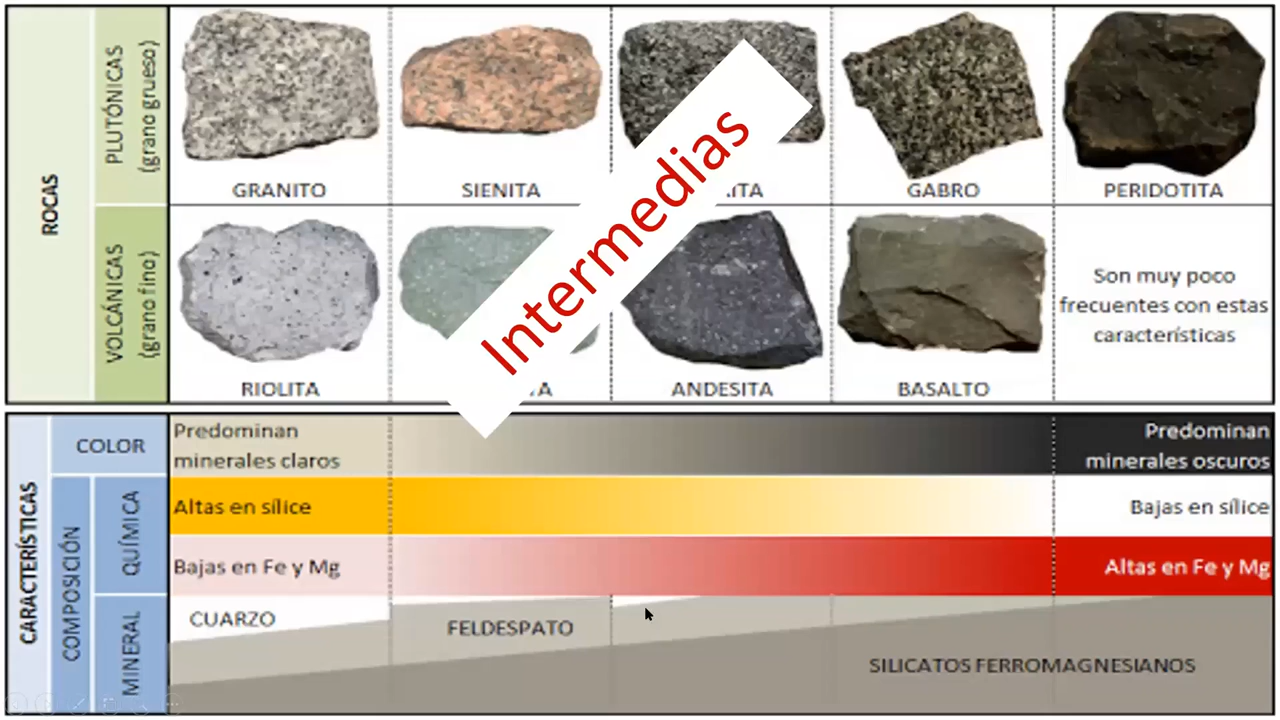 ROCAS
PLUTÓNICAS
(grano grueso)
GRANITO
SIENITA
GABRO
PERIDOTITA
Intermedias
VOLCÁNICAS
(grano fino)
RIOLITA
ANDESITA
BASALTO
Son muy poco
frecuentes con estas
características
CARACTERÍSTICAS
COLOR
Predominan
minerales claros
Predominan
minerales oscuros
COMPOSICIÓN
QUÍMICA
Altas en sílice
Bajas en sílice
Bajas en Fe y Mg
Altas en Fe y Mg
MINERAL
CUARZO
FELDESPATO
SILICATOS FERROMAGNESIANOS